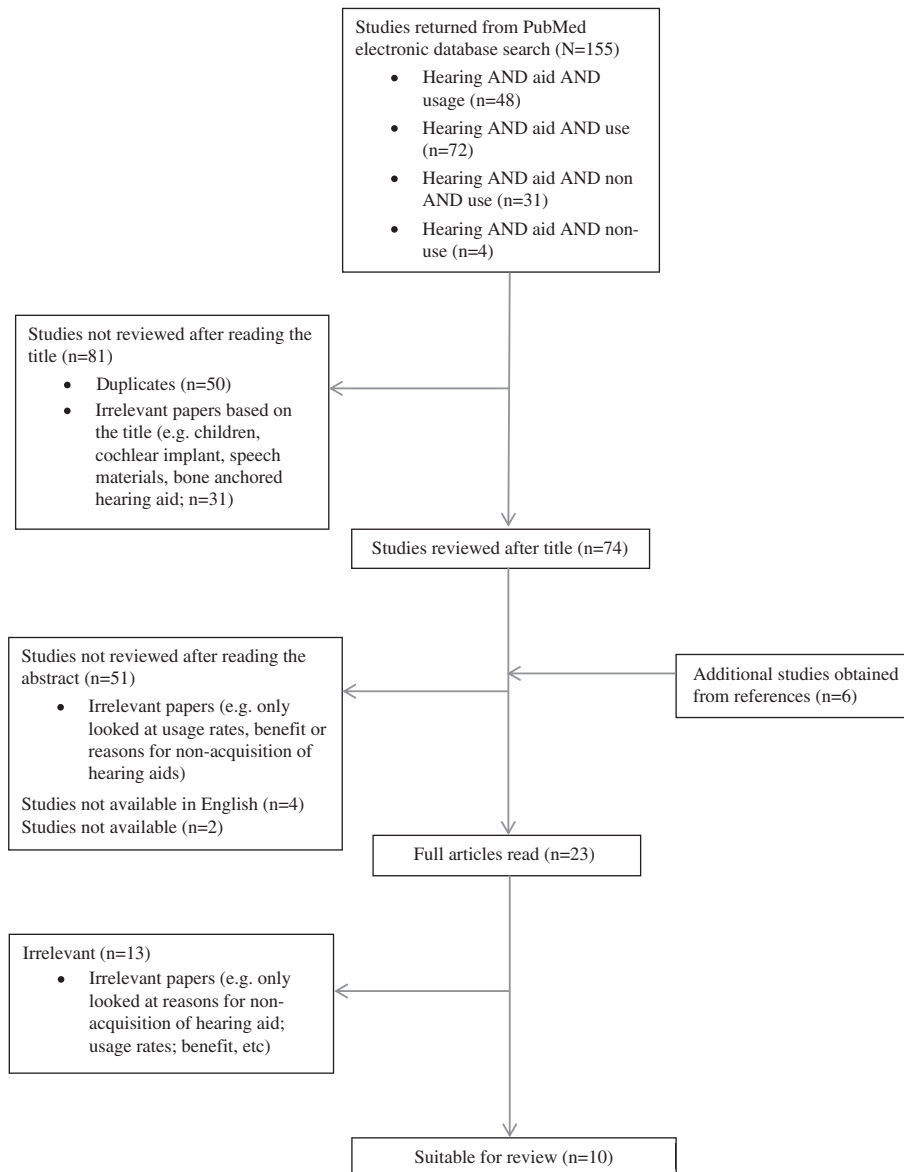 Studies returned from PubMed
electronic database search (N=155)
• Hearing AND aid AND
usage (n=48)
• Hearing AND aid AND use
(n=72)
• Hearing AND aid AND non
AND use (n=31)
• Hearing AND aid AND non-
use (n=4)
Studies not reviewed after reading the
title (n=81)
• Duplicates (n=50)
• Irrelevant papers based on
the title (e.g. children,
cochlear implant, speech
materials, bone anchored
hearing aid; n=31)
Studies reviewed after title (n=74)
Studies not reviewed after reading the
abstract (n=51)
• Irrelevant papers (e.g. only
looked at usage rates, benefit or
reasons for non-acquisition of
hearing aids)
Studies not available in English (n=4)
Studies not available (n=2)
Additional studies obtained
from references (n=6)
Full articles read (n=23)
Irrelevant (n=13)
• Irrelevant papers (e.g. only
looked at reasons for non-
acquisition of hearing aid;
usage rates; benefit, etc)
Suitable for review (n=10)